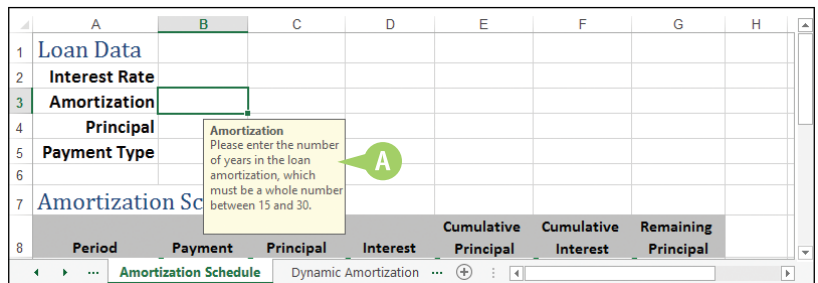 A B C D E F G H
1 Loan Data
2 Interest Rate
3 Amortization
4 Principal
5 Payment Type
6
Amortization
Please enter the number
of years in the loan
amortization, which
must be a whole number
between 15 and 30.
A
7 Amortization Sc
Cumulative Cumulative Remaining
8 Period Payment Principal Interest Principal Interest Principal
... Amortization Schedule Dynamic Amortization ...